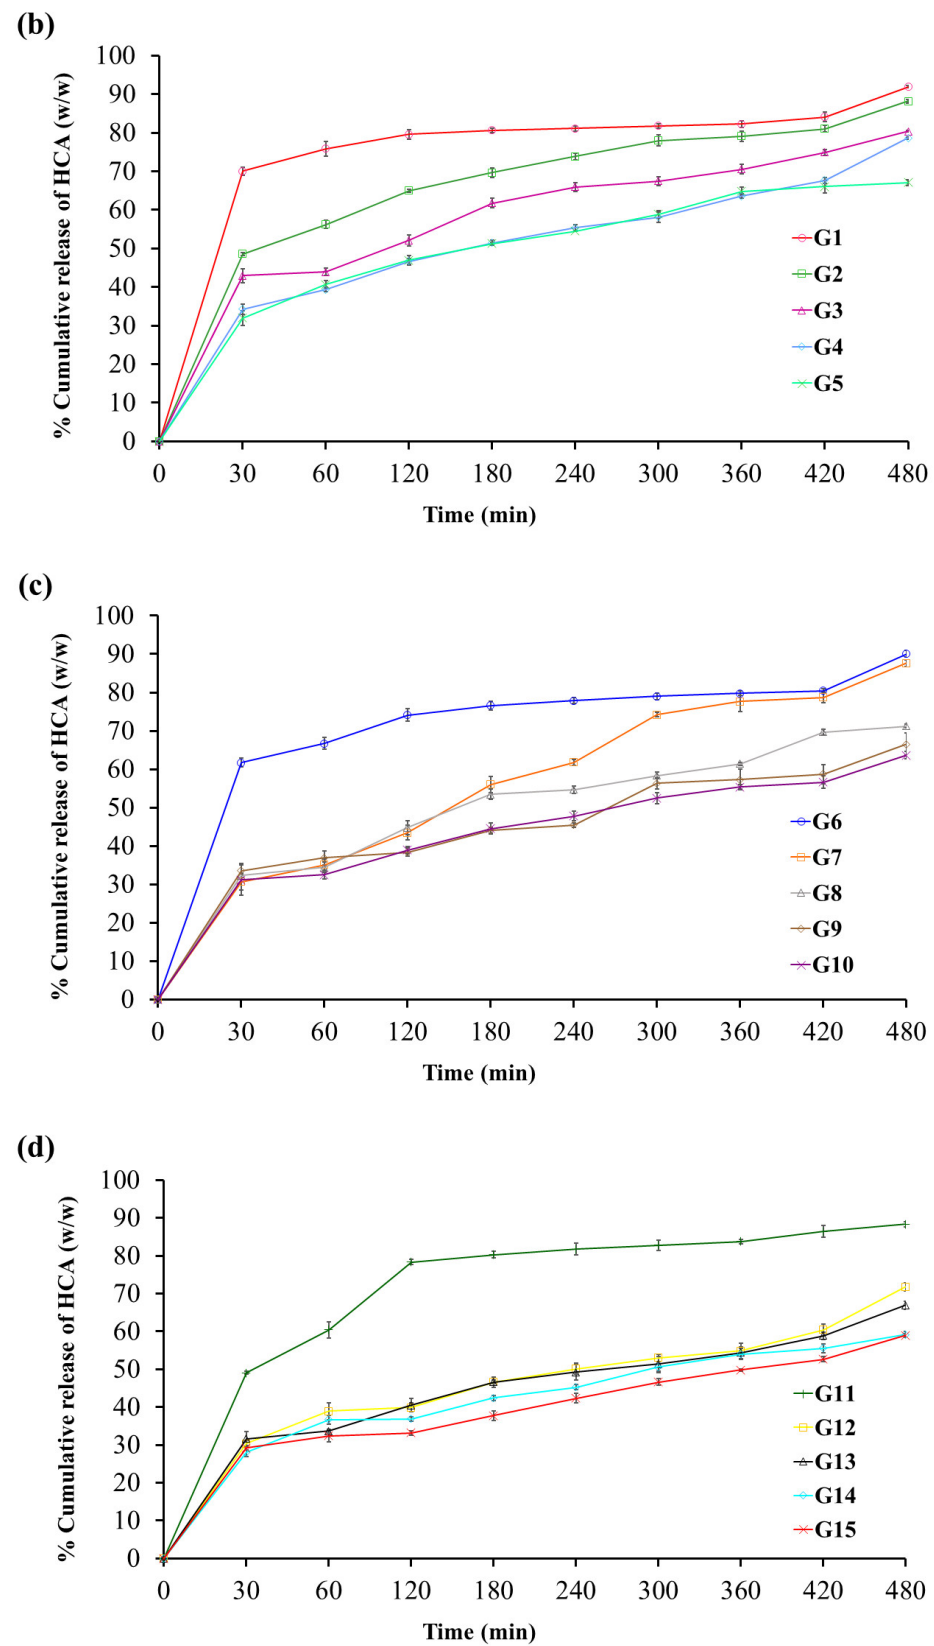 (b)
% Cumulative release of HCA (w/w)
100
90
80
70
60
50
40
30
20
10
0
G1
G2
G3
G4
G5
0 30 60 120 180 240 300 360 420 480
Time (min)
(c)
% Cumulative release of HCA (w/w)
100
90
80
70
60
50
40
30
20
10
0
G6
G7
G8
G9
G10
0 30 60 120 180 240 300 360 420 480
Time (min)
(d)
% Cumulative release of HCA (w/w)
100
90
80
70
60
50
40
30
20
10
0
G11
G12
G13
G14
G15
0 30 60 120 180 240 300 360 420 480
Time (min)